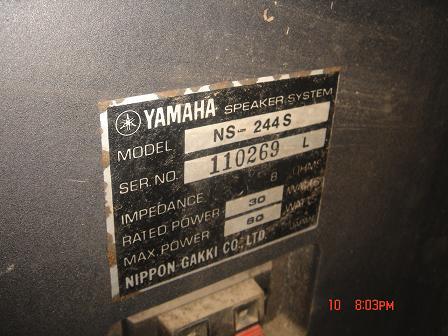 YAMAHA SPEAKER SYSTEM
MODEL NS-244S
SER. NO. 110269 L
IMPEDANCE 8 OHMS
RATED POWER 30 WATTS
MAX. POWER 60 WATTS
NIPPON GAKKI CO., LTD. JAPAN
10 8:03PM